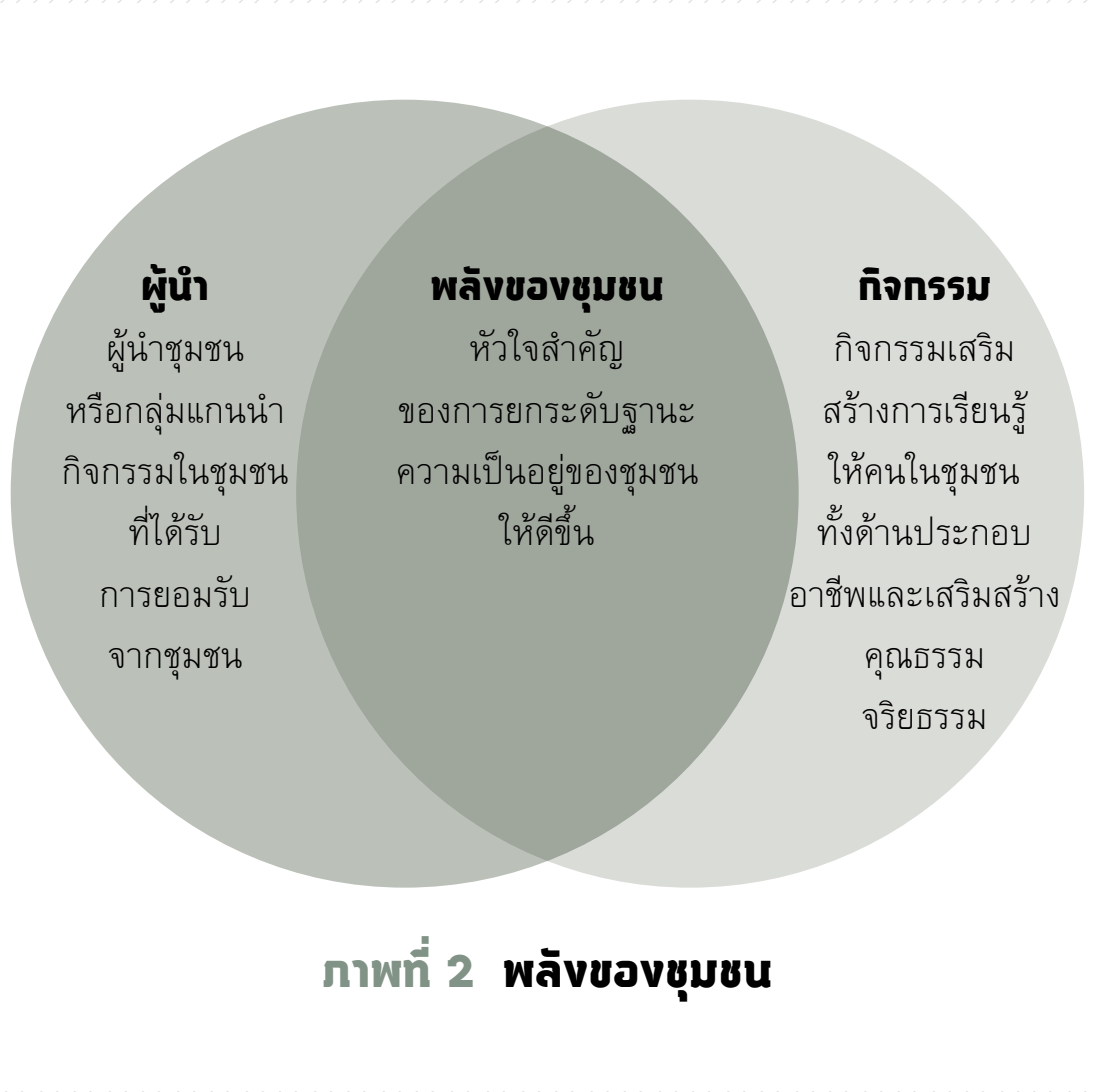 ผู้นำ
ผู้นำชุมชน
หรือกลุ่มแกนนำ
กิจกรรมในชุมชน
ที่ได้รับ
การยอมรับ
จากชุมชน
พลังของชุมชน
หัวใจสำคัญ
ของการยกระดับฐานะ
ความเป็นอยู่ของชุมชน
ให้ดีขึ้น
กิจกรรม
กิจกรรมเสริม
สร้างการเรียนรู้
ให้คนในชุมชน
ทั้งด้านประกอบ
อาชีพและเสริมสร้าง
คุณธรรม
จริยธรรม
ภาพที่ 2 พลังของชุมชน